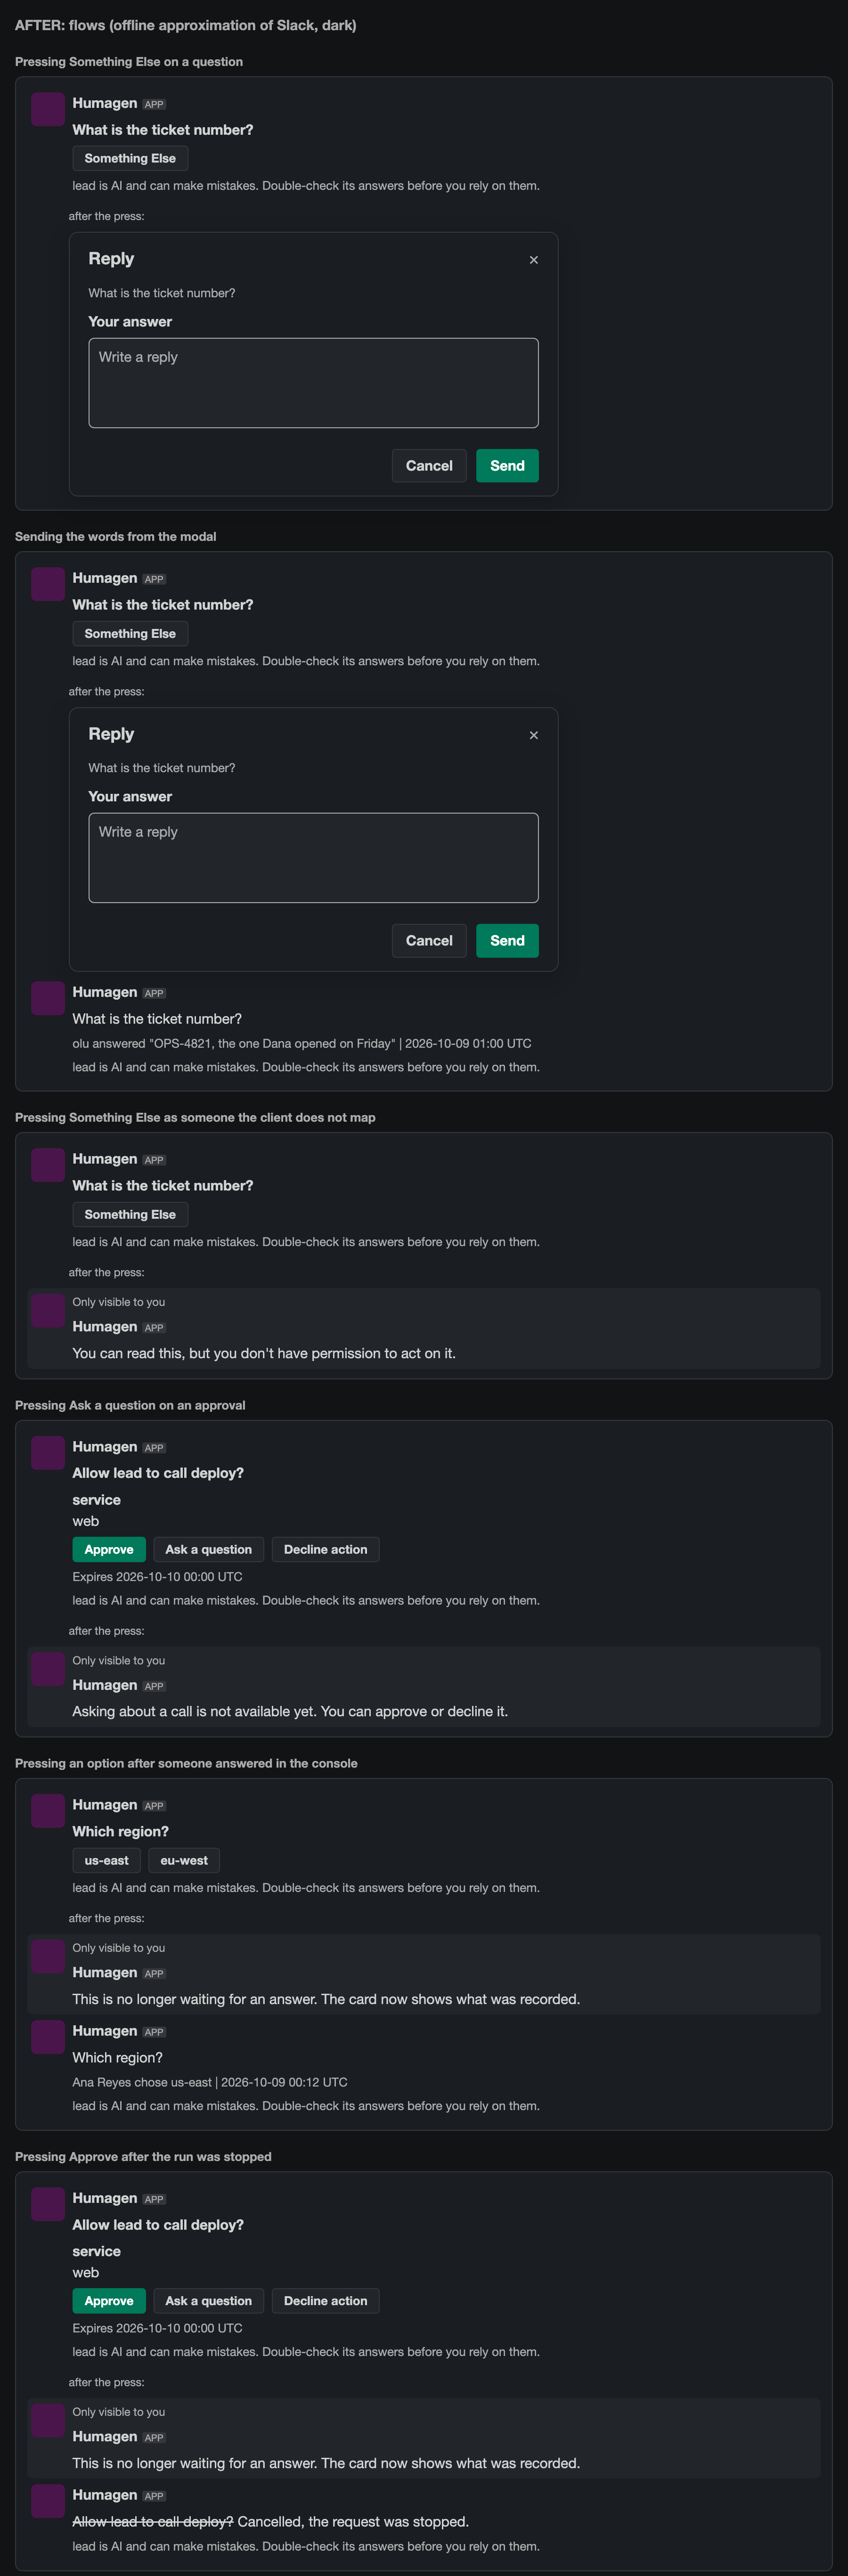 AFTER: flows (offline approximation of Slack, dark)
Pressing Something Else on a question
Humagen APP
What is the ticket number?
Something Else
lead is AI and can make mistakes. Double-check its answers before you rely on them.
after the press:
Reply ×
What is the ticket number?
Your answer
Write a reply
Cancel Send
Sending the words from the modal
Humagen APP
What is the ticket number?
Something Else
lead is AI and can make mistakes. Double-check its answers before you rely on them.
after the press:
Reply ×
What is the ticket number?
Your answer
Write a reply
Cancel Send
Humagen APP
What is the ticket number?
olu answered "OPS-4821, the one Dana opened on Friday" | 2026-10-09 01:00 UTC
lead is AI and can make mistakes. Double-check its answers before you rely on them.
Pressing Something Else as someone the client does not map
Humagen APP
What is the ticket number?
Something Else
lead is AI and can make mistakes. Double-check its answers before you rely on them.
after the press:
Only visible to you
Humagen APP
You can read this, but you don't have permission to act on it.
Pressing Ask a question on an approval
Humagen APP
Allow lead to call deploy?
service
web
Approve Ask a question Decline action
Expires 2026-10-10 00:00 UTC
lead is AI and can make mistakes. Double-check its answers before you rely on them.
after the press:
Only visible to you
Humagen APP
Asking about a call is not available yet. You can approve or decline it.
Pressing an option after someone answered in the console
Humagen APP
Which region?
us-east eu-west
lead is AI and can make mistakes. Double-check its answers before you rely on them.
after the press:
Only visible to you
Humagen APP
This is no longer waiting for an answer. The card now shows what was recorded.
Humagen APP
Which region?
Ana Reyes chose us-east | 2026-10-09 00:12 UTC
lead is AI and can make mistakes. Double-check its answers before you rely on them.
Pressing Approve after the run was stopped
Humagen APP
Allow lead to call deploy?
service
web
Approve Ask a question Decline action
Expires 2026-10-10 00:00 UTC
lead is AI and can make mistakes. Double-check its answers before you rely on them.
after the press:
Only visible to you
Humagen APP
This is no longer waiting for an answer. The card now shows what was recorded.
Humagen APP
Allow lead to call deploy? Cancelled, the request was stopped.
lead is AI and can make mistakes. Double-check its answers before you rely on them.